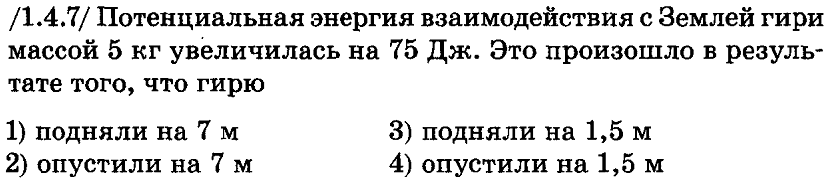 /1.4.7/ Потенциальная энергия взаимодействия с Землей гири
массой 5 кг увеличилась на 75 Дж. Это произошло в резуль-
тате того, что гирю
1) подняли на 7 м
3) подняли на 1,5 м
2) опустили на 7 м
4) опустили на 1,5 м